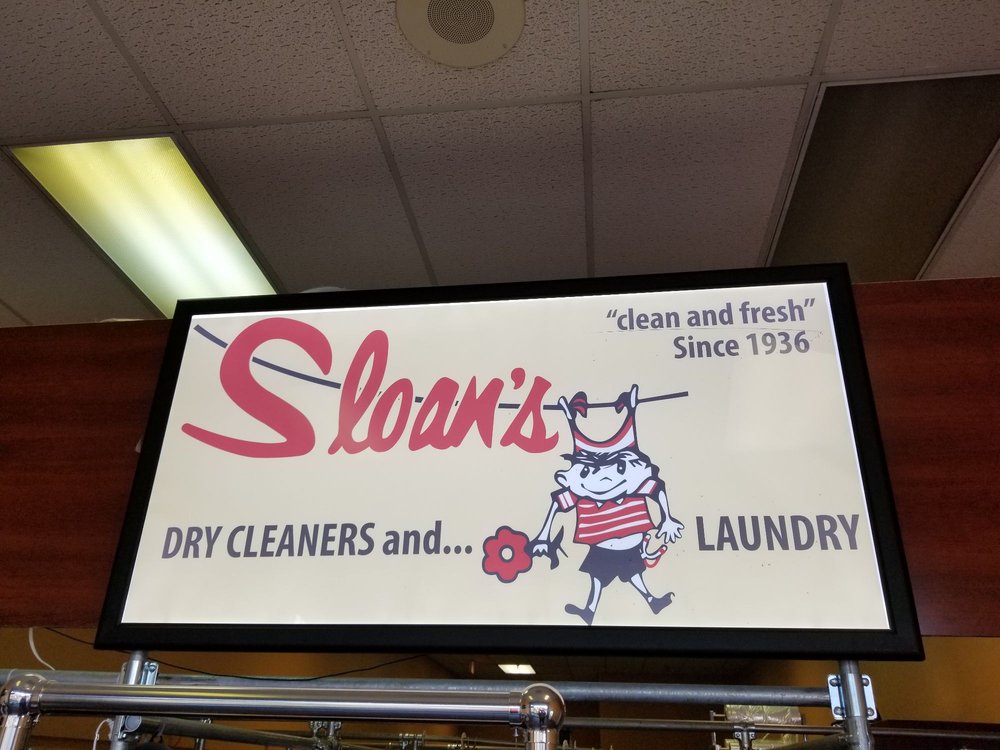 "clean and fresh"
Since 1936
Sloan's
DRY CLEANERS and... LAUNDRY